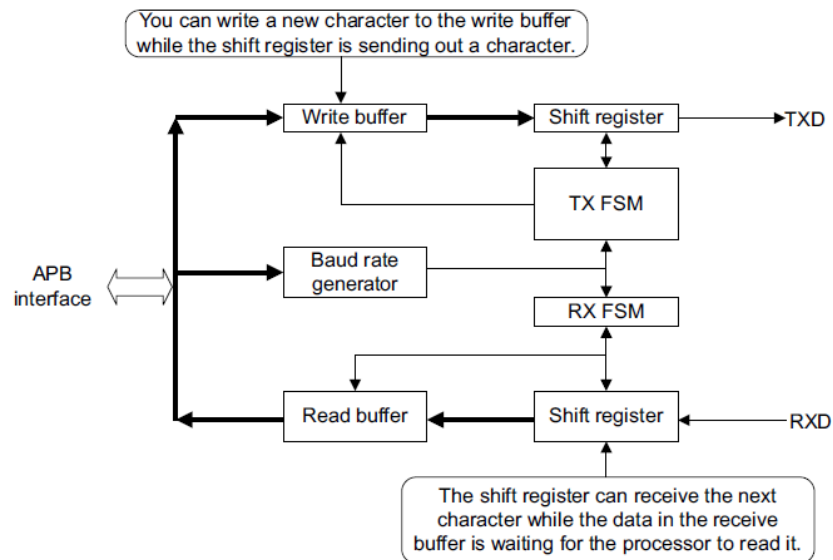 You can write a new character to the write buffer
while the shift register is sending out a character.
Write buffer
Shift register
TXD
TX FSM
APB
interface
Baud rate
generator
RX FSM
Read buffer
Shift register
RXD
The shift register can receive the next
character while the data in the receive
buffer is waiting for the processor to read it.